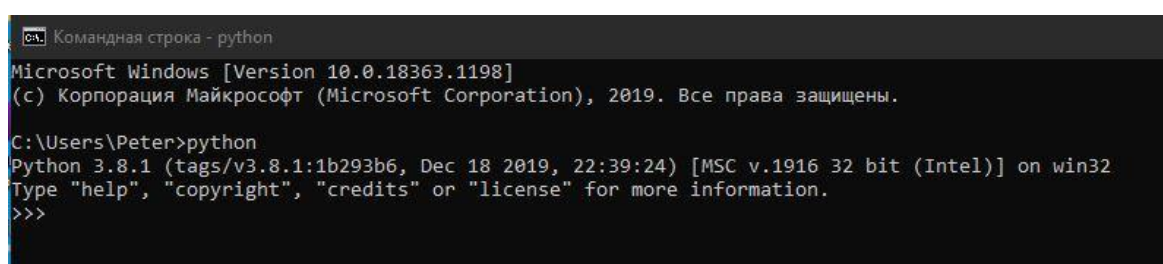 Командная строка - python
Microsoft Windows [Version 10.0.18363.1198]
(c) Корпорация Майкрософт (Microsoft Corporation), 2019. Все права защищены.
C:\Users\Peter>python
Python 3.8.1 (tags/v3.8.1:1b293b6, Dec 18 2019, 22:39:24) [MSC v.1916 32 bit (Intel)] on win32
Type "help", "copyright", "credits" or "license" for more information.
>>>